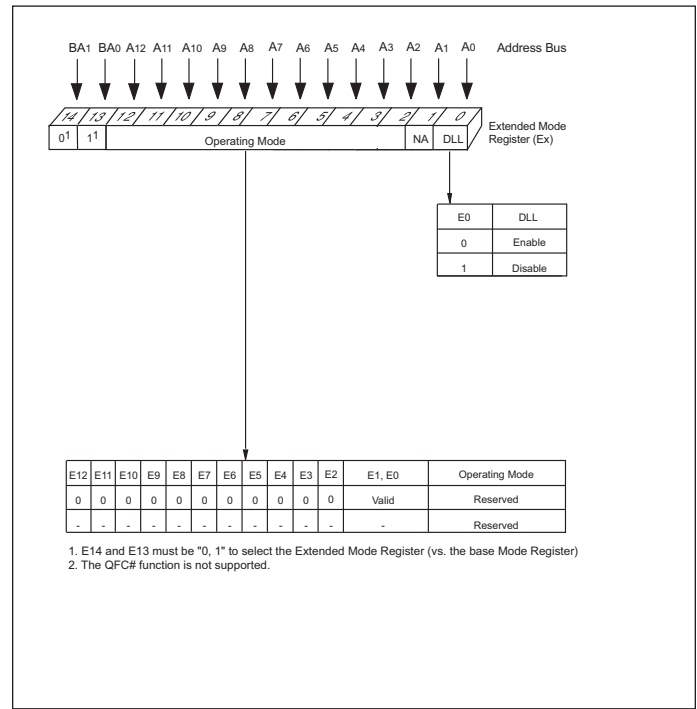 BA1 BA0 A12 A11 A10 A9 A8 A7 A6 A5 A4 A3 A2 A1 A0 Address Bus
14 13 12 11 10 9 8 7 6 5 4 3 2 1 0
Extended Mode
Register (Ex)
0¹ 1¹ Operating Mode NA DLL
E0 DLL
0 Enable
1 Disable
E12 E11 E10 E9 E8 E7 E6 E5 E4 E3 E2 E1, E0 Operating Mode
0 0 0 0 0 0 0 0 0 0 0 Valid Reserved
- - - - - - - - - - - - Reserved
1. E14 and E13 must be "0, 1" to select the Extended Mode Register (vs. the base Mode Register)
2. The QFC# function is not supported.